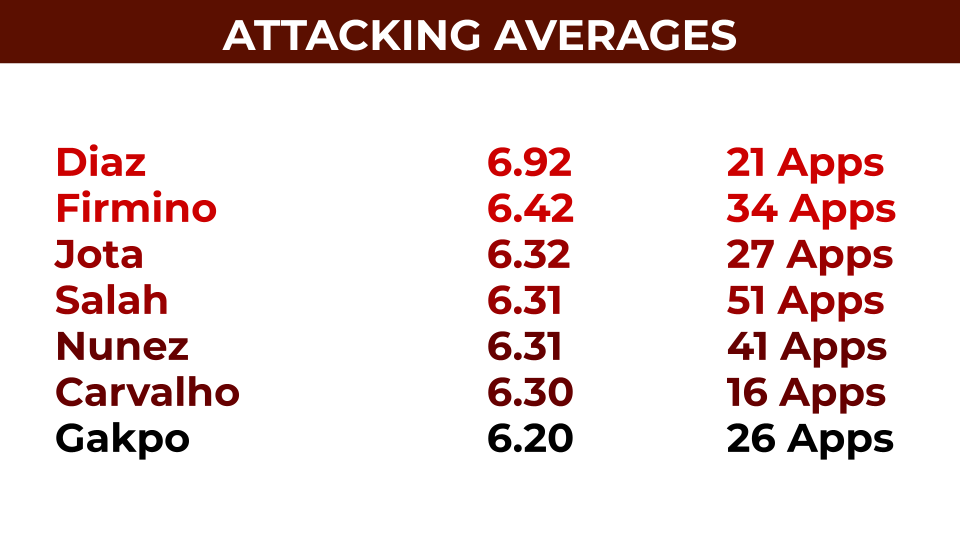 ATTACKING AVERAGES
Diaz 6.92 21 Apps
Firmino 6.42 34 Apps
Jota 6.32 27 Apps
Salah 6.31 51 Apps
Nunez 6.31 41 Apps
Carvalho 6.30 16 Apps
Gakpo 6.20 26 Apps